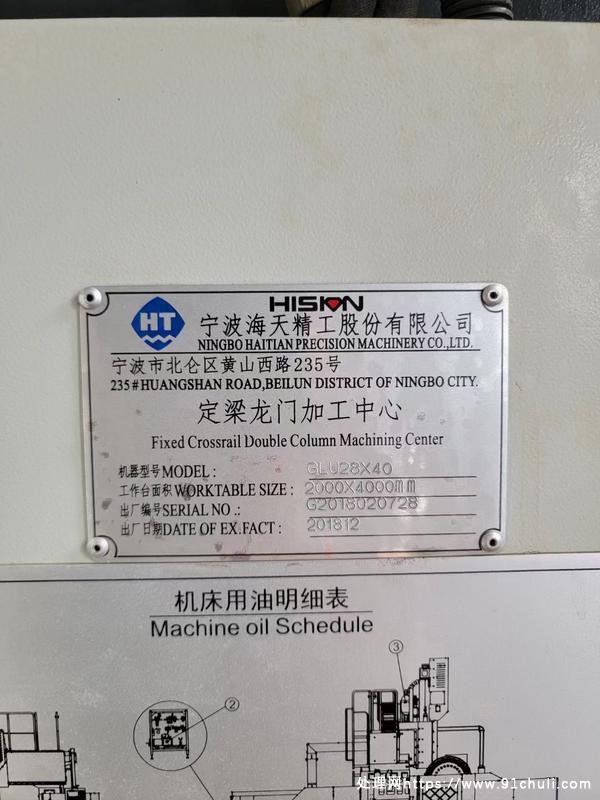 HISION
HT
宁波海天精工股份有限公司
NINGBO HAITIAN PRECISION MACHINERY CO.,LTD.
宁波市北仑区黄山西路235号
235#HUANGSHAN ROAD,BEILUN DISTRICT OF NINGBO CITY.
定梁龙门加工中心
Fixed Crossrail Double Column Machining Center
机器型号MODEL: GLU28X40
工作台面积WORKTABLE SIZE: 2000X4000mm
出厂编号SERIAL NO.: G2018020728
出厂日期DATE OF EX.FACT: 201812
机床用油明细表
Machine oil Schedule
③
②
处理网https://www.91chuli.com